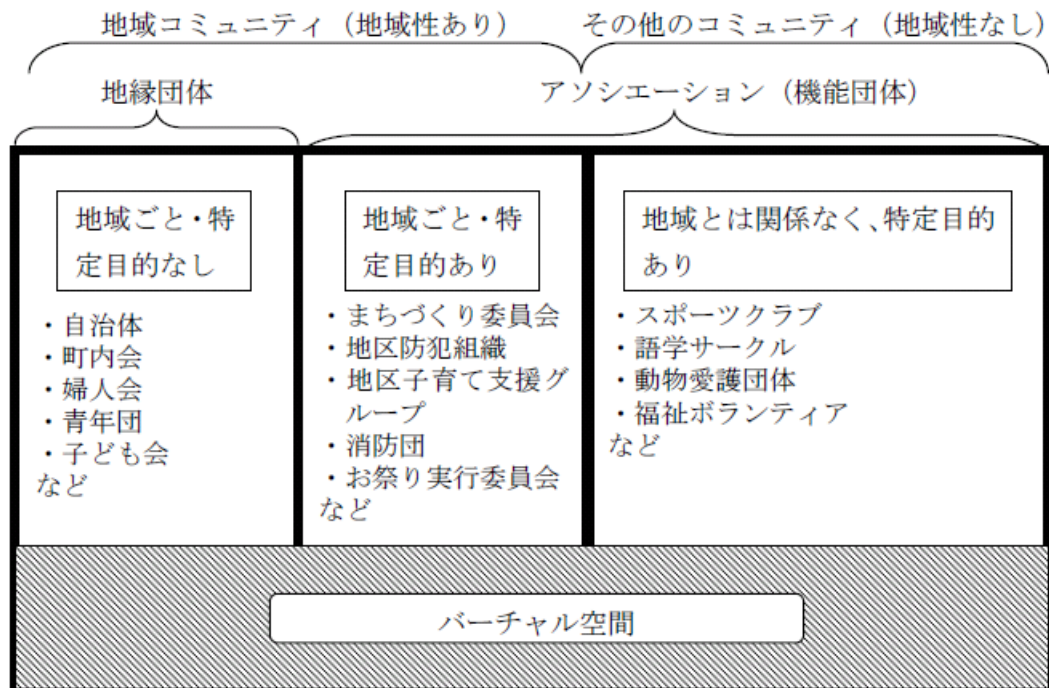 地域コミュニティ（地域性あり）
その他のコミュニティ（地域性なし）
地縁団体
アソシエーション（機能団体）
地域ごと・特
定目的なし
・自治体
・町内会
・婦人会
・青年団
・子ども会
など
地域ごと・特
定目的あり
・まちづくり委員会
・地区防犯組織
・地区子育て支援グ
ループ
・消防団
・お祭り実行委員会
など
地域とは関係なく、特定目的
あり
・スポーツクラブ
・語学サークル
・動物愛護団体
・福祉ボランティア
など
バーチャル空間